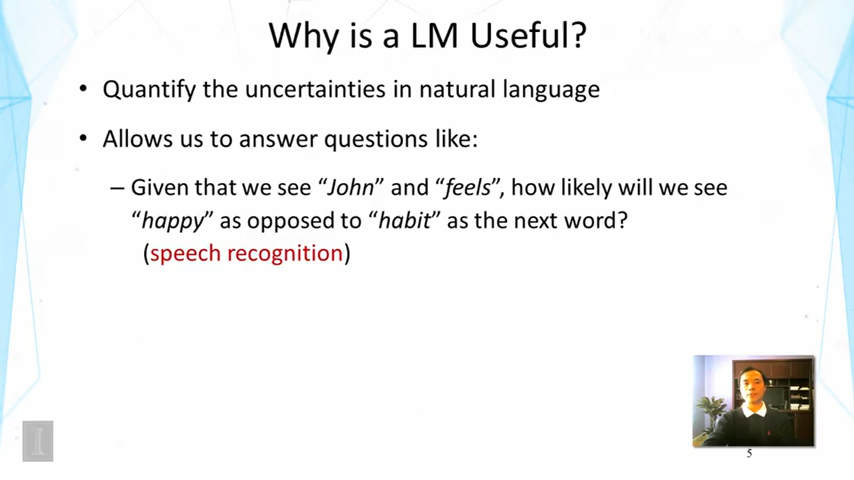 Why is a LM Useful?
• Quantify the uncertainties in natural language
• Allows us to answer questions like:
– Given that we see “John” and “feels”, how likely will we see
“happy” as opposed to “habit” as the next word?
(speech recognition)
I
5